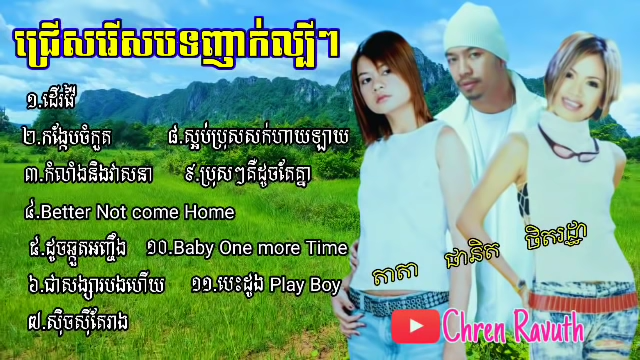 ជ្រើសរើសបទញាក់ល្បីៗ
១.ដើរវ៉ៃ
២.កង្កែបចំកួត
៣.កំលាំងនិងវាសនា
៤.Better Not come Home
៥.ដូចឆ្កួតអញ្ចឹង
៦.ជាសង្សារបងហើយ
៧.ស៊ិចស៊ីតែរាង
៨.ស្អប់ប្រុសសក់ហាយឡាយ
៩.ប្រុសៗគឺដូចតែគ្នា
១០.Baby One more Time
១១.បេះដូង Play Boy
តាតា
ផានិត
ជិតរដ្ឋា
Chren Ravuth